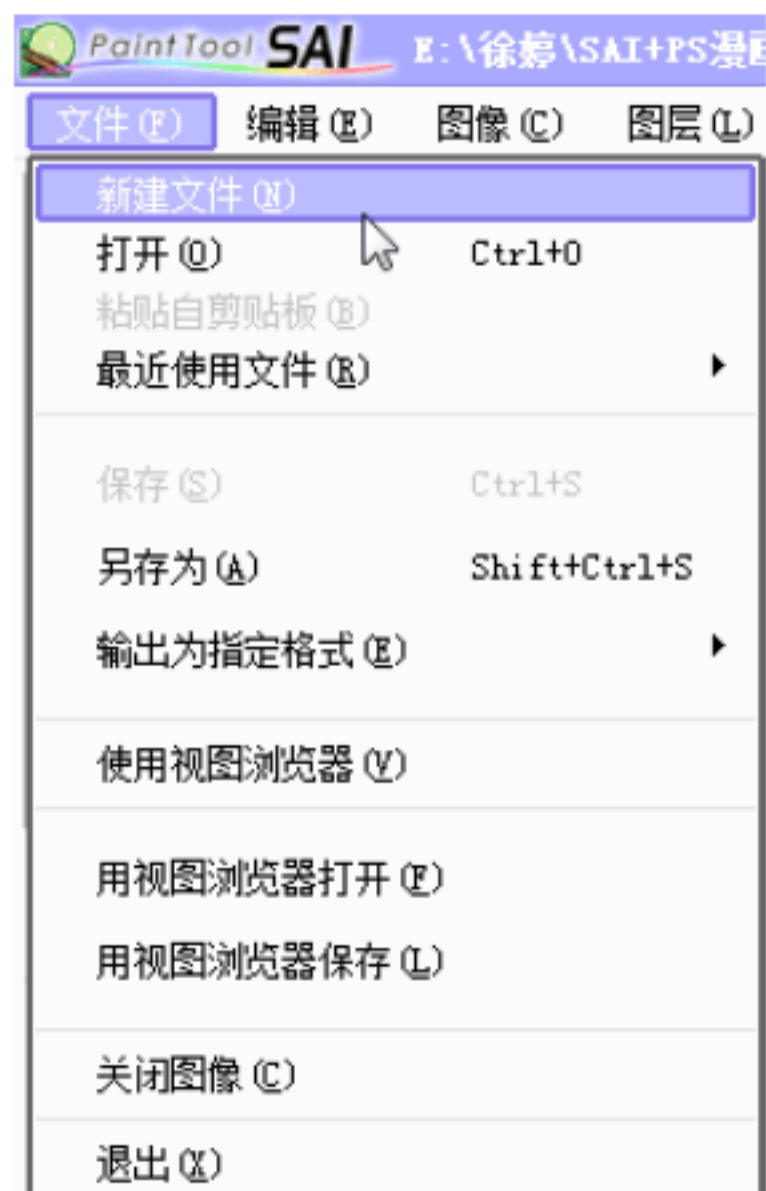 PaintTool SAI E:\徐婷\SAI+PS漫画
文件(F) 编辑(E) 图像(C) 图层(L)
新建文件(N)
打开(O) Ctrl+O
粘贴自剪贴板(B)
最近使用文件(R)
保存(S) Ctrl+S
另存为(A) Shift+Ctrl+S
输出为指定格式(E)
使用视图浏览器(V)
用视图浏览器打开(F)
用视图浏览器保存(L)
关闭图像(C)
退出(X)